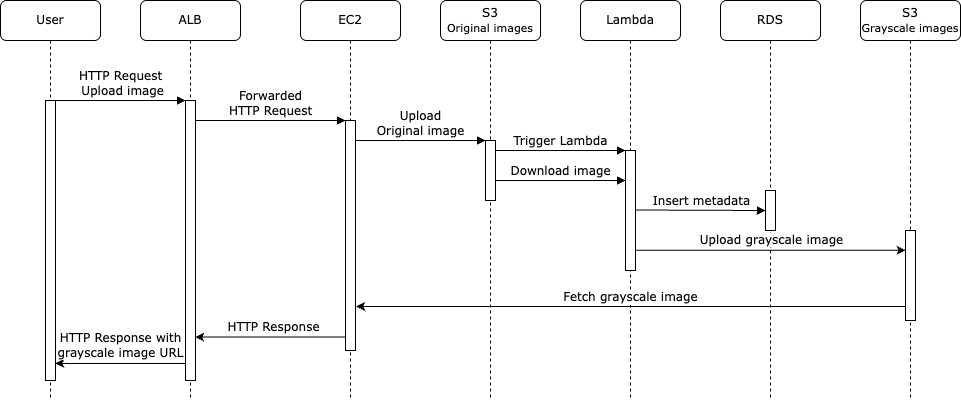 User
ALB
EC2
S3
Original images
Lambda
RDS
S3
Grayscale images
HTTP Request
Upload image
Forwarded
HTTP Request
Upload
Original image
Trigger Lambda
Download image
Insert metadata
Upload grayscale image
Fetch grayscale image
HTTP Response
HTTP Response with
grayscale image URL